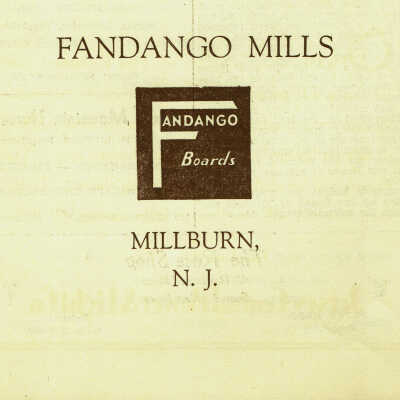 FANDANGO MILLS
FANDANGO
Boards
MILLBURN,
N. J.